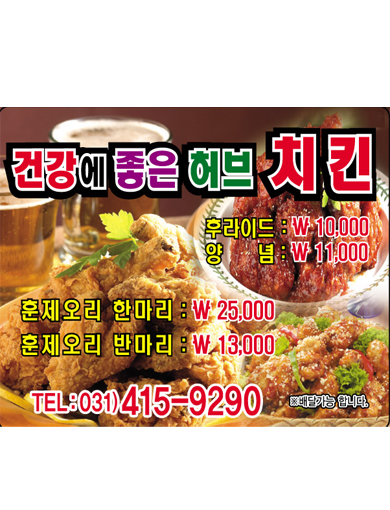 건강에 좋은 허브 치킨
후라이드 : ₩ 10,000
양 념 : ₩ 11,000
훈제오리 한마리 : ₩ 25,000
훈제오리 반마리 : ₩ 13,000
TEL: 031) 415-9290
※배달가능 합니다.